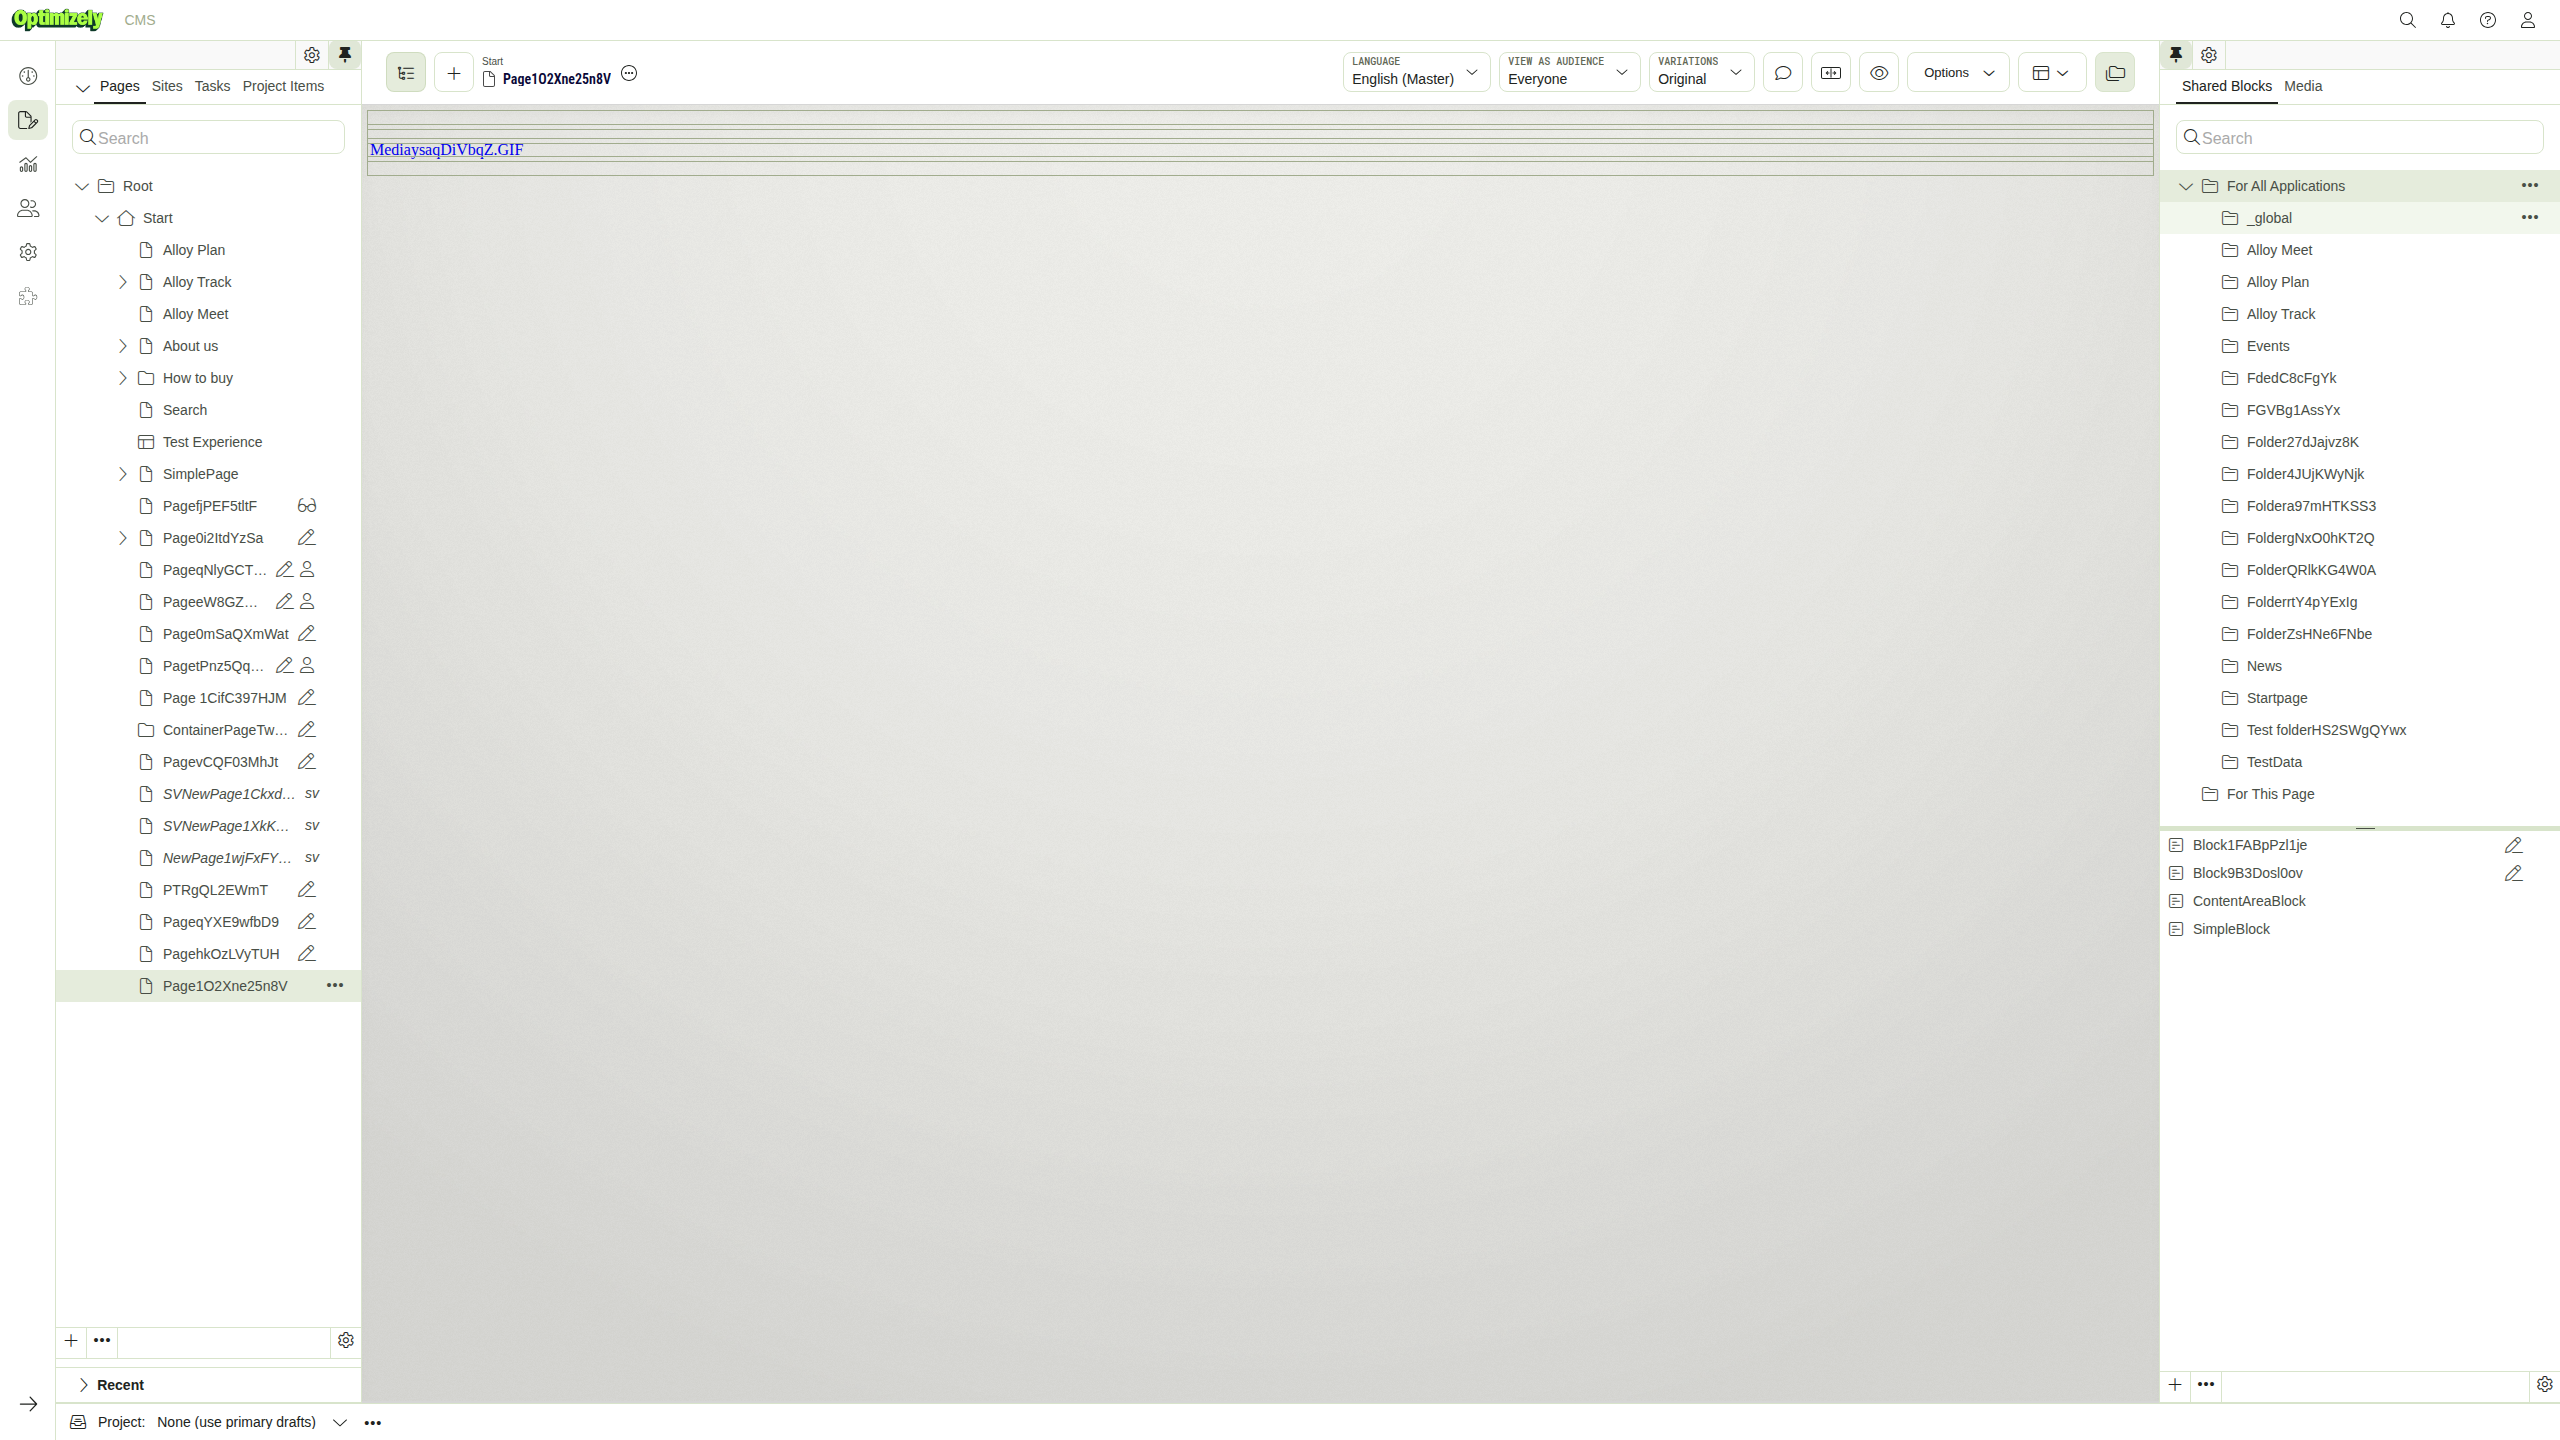 Optimizely CMS
Pages Sites Tasks Project Items
Search
Root
Start
Alloy Plan
Alloy Track
Alloy Meet
About us
How to buy
Search
Test Experience
SimplePage
PagefjPEF5tltF
Page0i2ItdYzSa
PageqNlyGCT…
PageeW8GZ…
Page0mSaQXmWat
PagetPnz5Qq…
Page 1CifC397HJM
ContainerPageTw…
PagevCQF03MhJt
SVNewPage1Ckxd… sv
SVNewPage1XkK… sv
NewPage1wjFxFY… sv
PTRgQL2EWmT
PageqYXE9wfbD9
PagehkOzLVyTUH
Page1O2Xne25n8V
Recent
Project: None (use primary drafts)
Start
Page1O2Xne25n8V
LANGUAGE
English (Master)
VIEW AS AUDIENCE
Everyone
VARIATIONS
Original
Options
MediaysaqDiVbqZ.GIF
Shared Blocks Media
Search
For All Applications
_global
Alloy Meet
Alloy Plan
Alloy Track
Events
FdedC8cFgYk
FGVBg1AssYx
Folder27dJajvz8K
Folder4JUjKWyNjk
Foldera97mHTKSS3
FoldergNxO0hKT2Q
FolderQRlkKG4W0A
FolderrtY4pYExIg
FolderZsHNe6FNbe
News
Startpage
Test folderHS2SWgQYwx
TestData
For This Page
Block1FABpPzl1je
Block9B3Dosl0ov
ContentAreaBlock
SimpleBlock